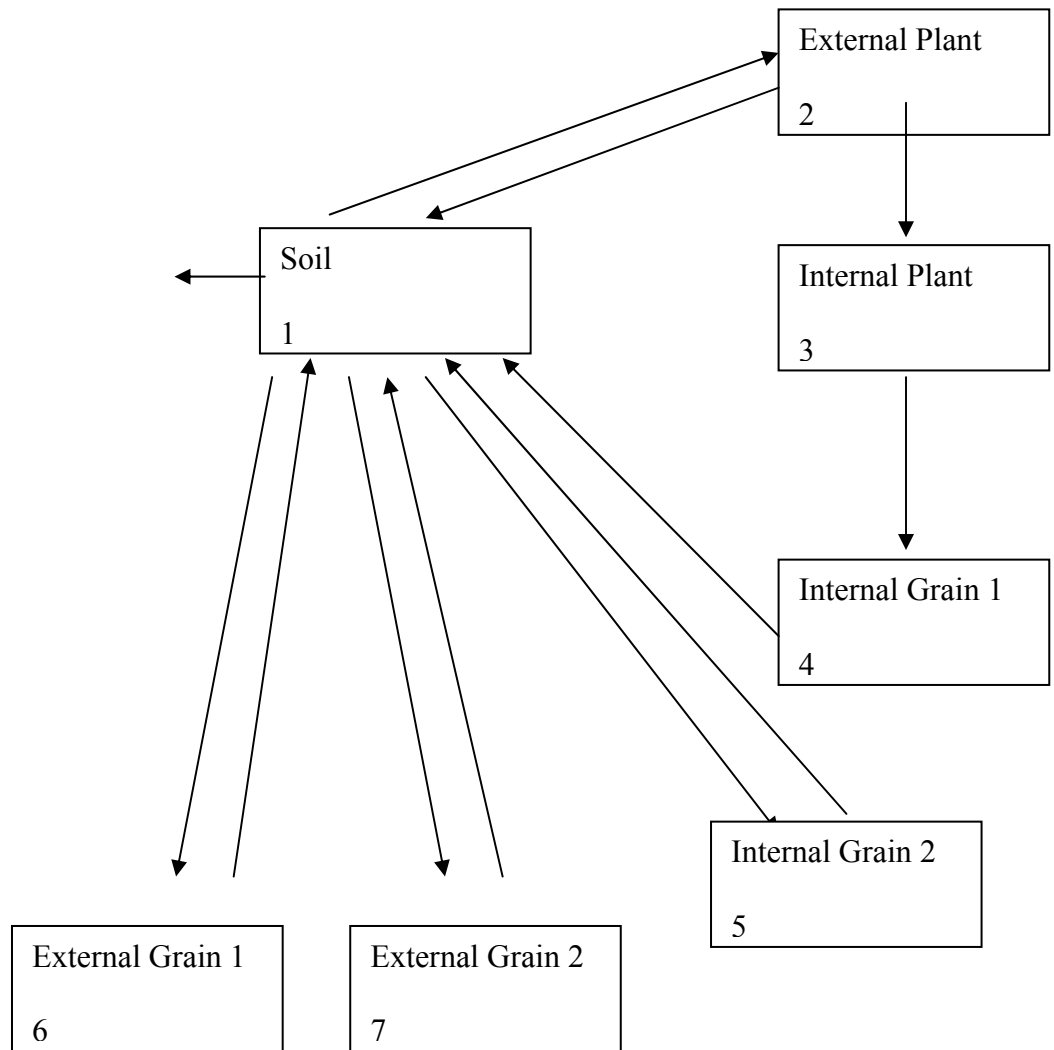 External Plant
2
Soil
1
Internal Plant
3
Internal Grain 1
4
Internal Grain 2
5
External Grain 1
6
External Grain 2
7